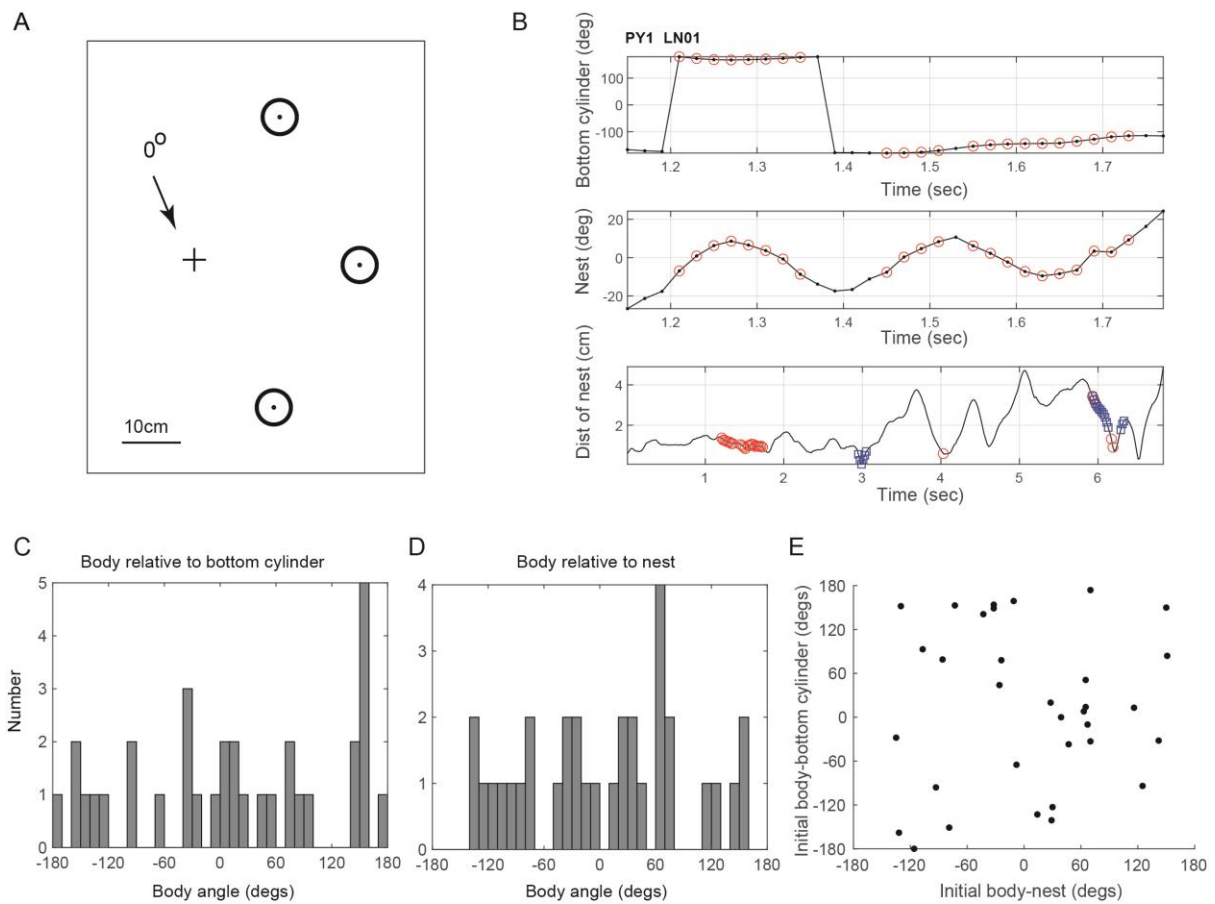 A
0°
10cm
B
PY1 LN01
Bottom cylinder (deg)
100
0
-100
1.2 1.3 1.4 1.5 1.6 1.7
Time (sec)
Nest (deg)
20
0
-20
1.2 1.3 1.4 1.5 1.6 1.7
Time (sec)
Dist of nest (cm)
4
2
1 2 3 4 5 6
Time (sec)
C
Body relative to bottom cylinder
Number
5
4
3
2
1
0
-180 -120 -60 0 60 120 180
Body angle (degs)
D
Body relative to nest
4
3
2
1
0
-180 -120 -60 0 60 120 180
Body angle (degs)
E
Initial body-bottom cylinder (degs)
180
120
60
0
-60
-120
-180
-180 -120 -60 0 60 120 180
Initial body-nest (degs)